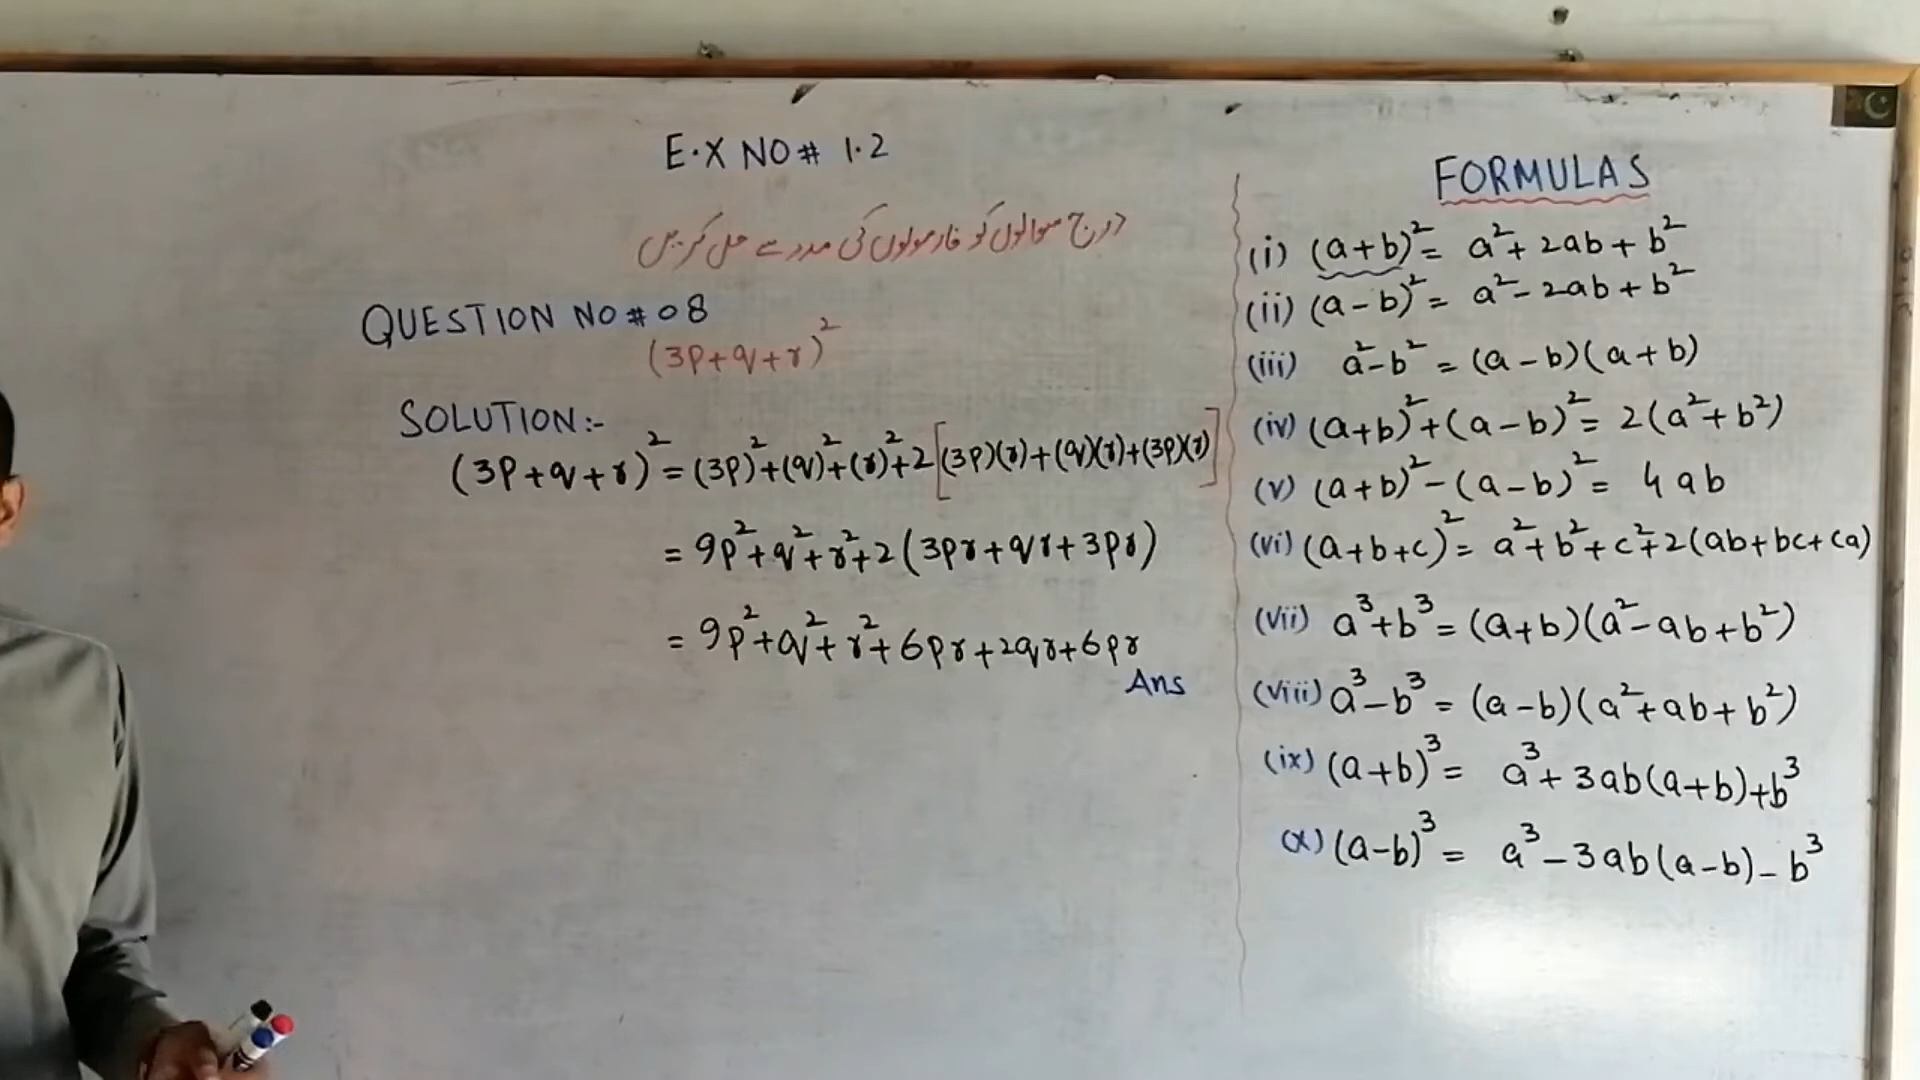 E.X NO# 1.2
درج سوالوں کو فارمولوں کی مدد سے حل کریں
QUESTION NO # 08
(3p+q+r)²
SOLUTION:-
(3p+q+r)² = (3p)²+(q)²+(r)²+2[(3p)(r)+(q)(r)+(3p)(r)]
= 9p²+q²+r²+2(3pr+qr+3pr)
= 9p²+q²+r²+6pr+2qr+6pr
Ans
FORMULAS
(i) (a+b)² = a²+2ab+b²
(ii) (a-b)² = a²-2ab+b²
(iii) a²-b² = (a-b)(a+b)
(iv) (a+b)²+(a-b)² = 2(a²+b²)
(v) (a+b)²-(a-b)² = 4ab
(vi) (a+b+c)² = a²+b²+c²+2(ab+bc+ca)
(vii) a³+b³ = (a+b)(a²-ab+b²)
(viii) a³-b³ = (a-b)(a²+ab+b²)
(ix) (a+b)³ = a³+3ab(a+b)+b³
(x) (a-b)³ = a³-3ab(a-b)-b³